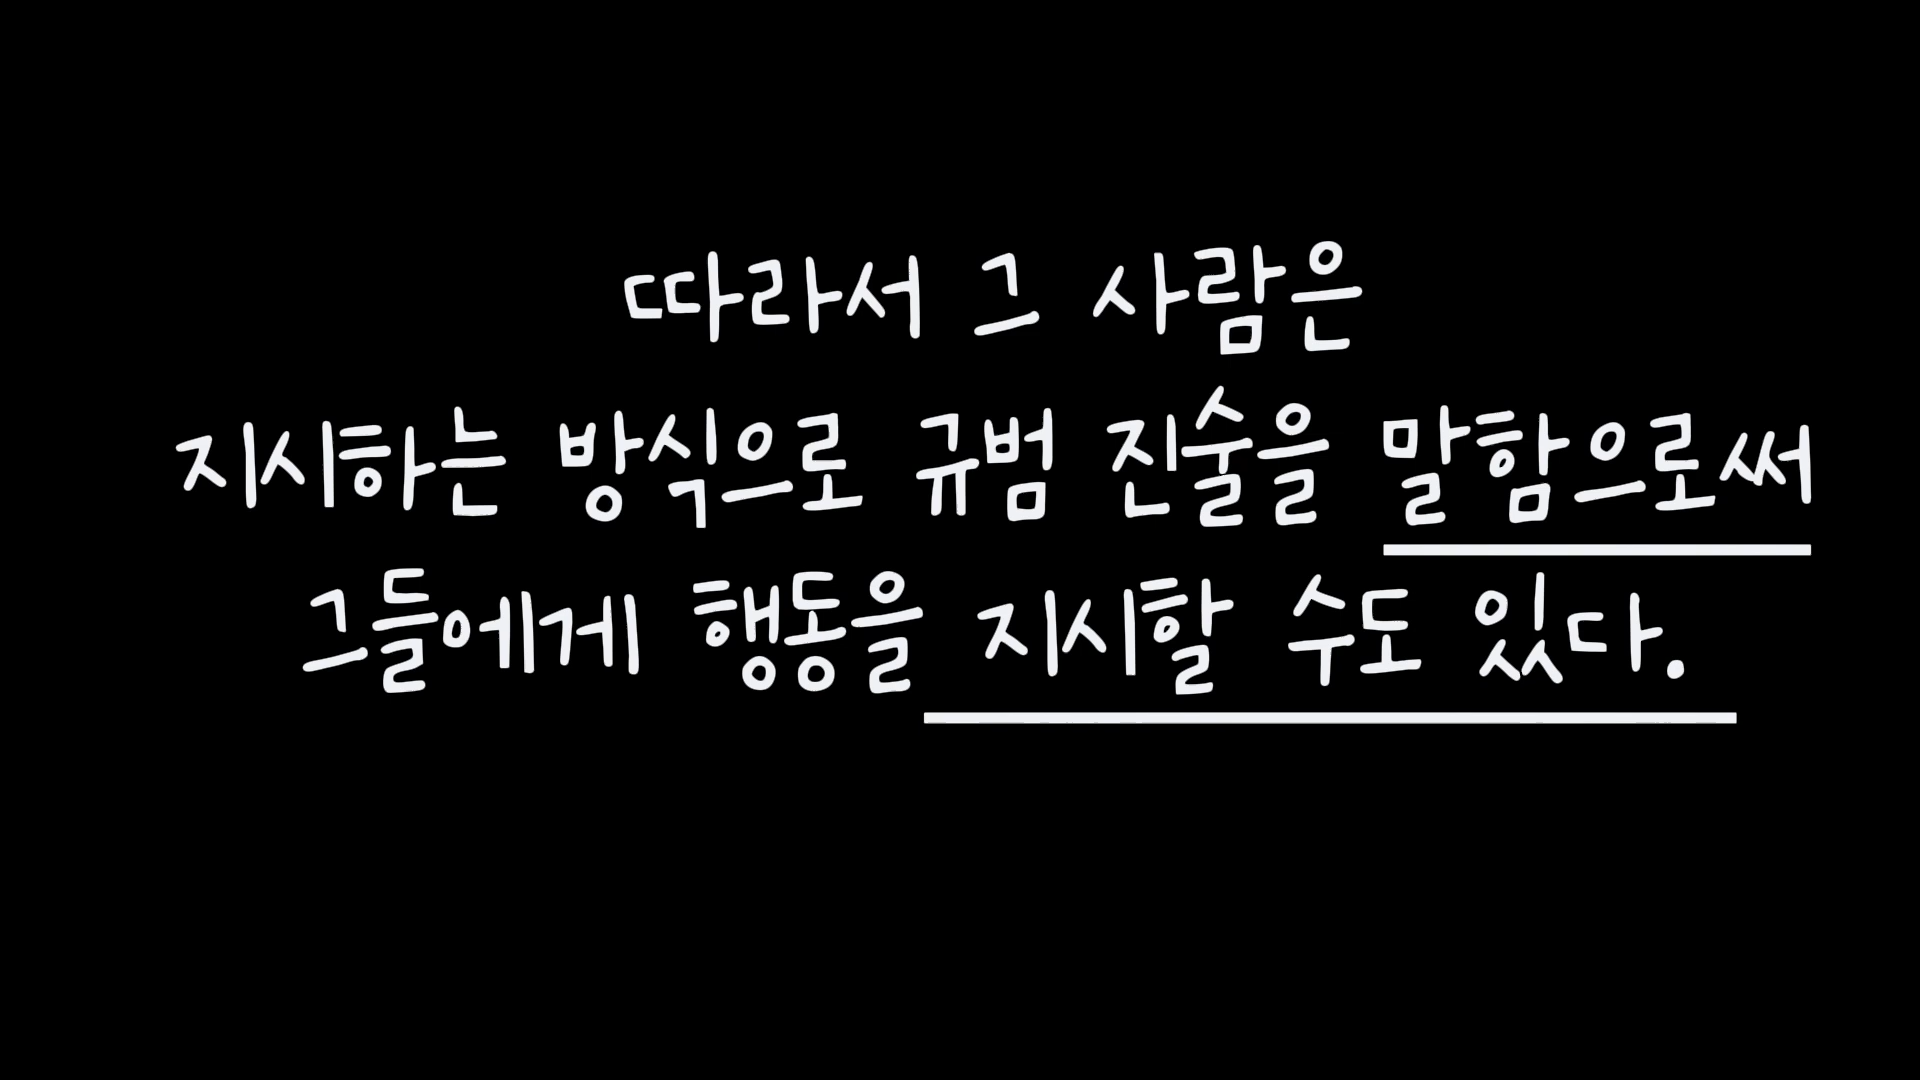 따라서 그 사람은
지시하는 방식으로 규범 진술을 말함으로써
그들에게 행동을 지시할 수도 있다.